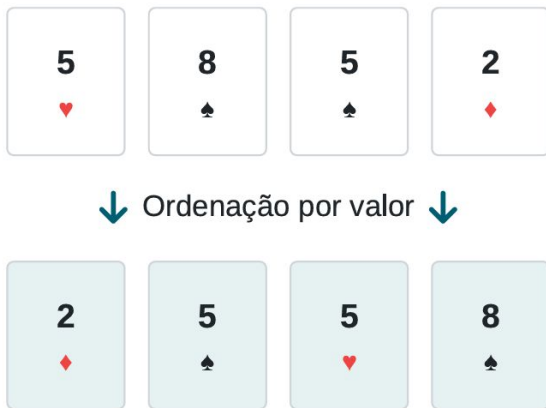 5 8 5 2
♥ ♠ ♠ ♦
↓ Ordenação por valor ↓
2 5 5 8
♦ ♠ ♥ ♠